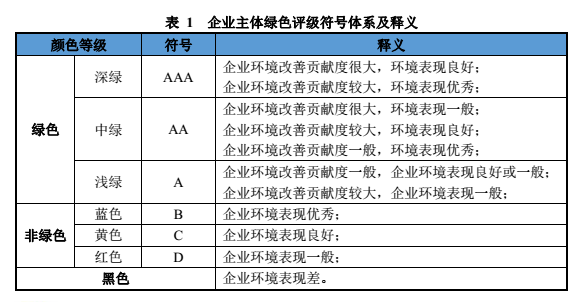 表 1 企业主体绿色评级符号体系及释义
颜色等级 符号 释义
绿色
深绿 AAA
企业环境改善贡献度很大，环境表现良好；
企业环境改善贡献度较大，环境表现优秀；
中绿 AA
企业环境改善贡献度很大，环境表现一般；
企业环境改善贡献度较大，环境表现良好；
企业环境改善贡献度一般，环境表现优秀；
浅绿 A
企业环境改善贡献度一般，企业环境表现良好或一般；
企业环境改善贡献度较大，企业环境表现一般；
非绿色
蓝色 B 企业环境表现优秀；
黄色 C 企业环境表现良好；
红色 D 企业环境表现一般；
黑色 企业环境表现差。